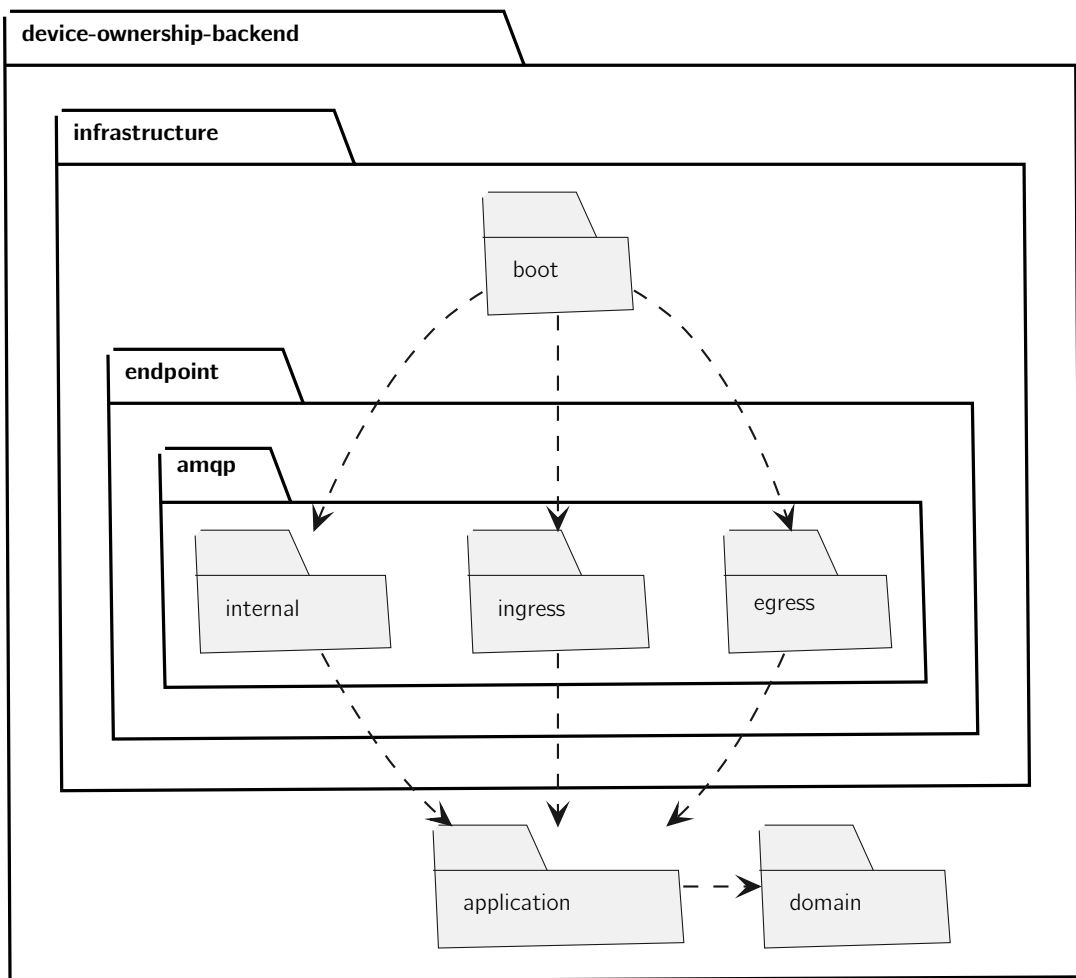 device-ownership-backend
infrastructure
boot
endpoint
amqp
internal
ingress
egress
application
domain